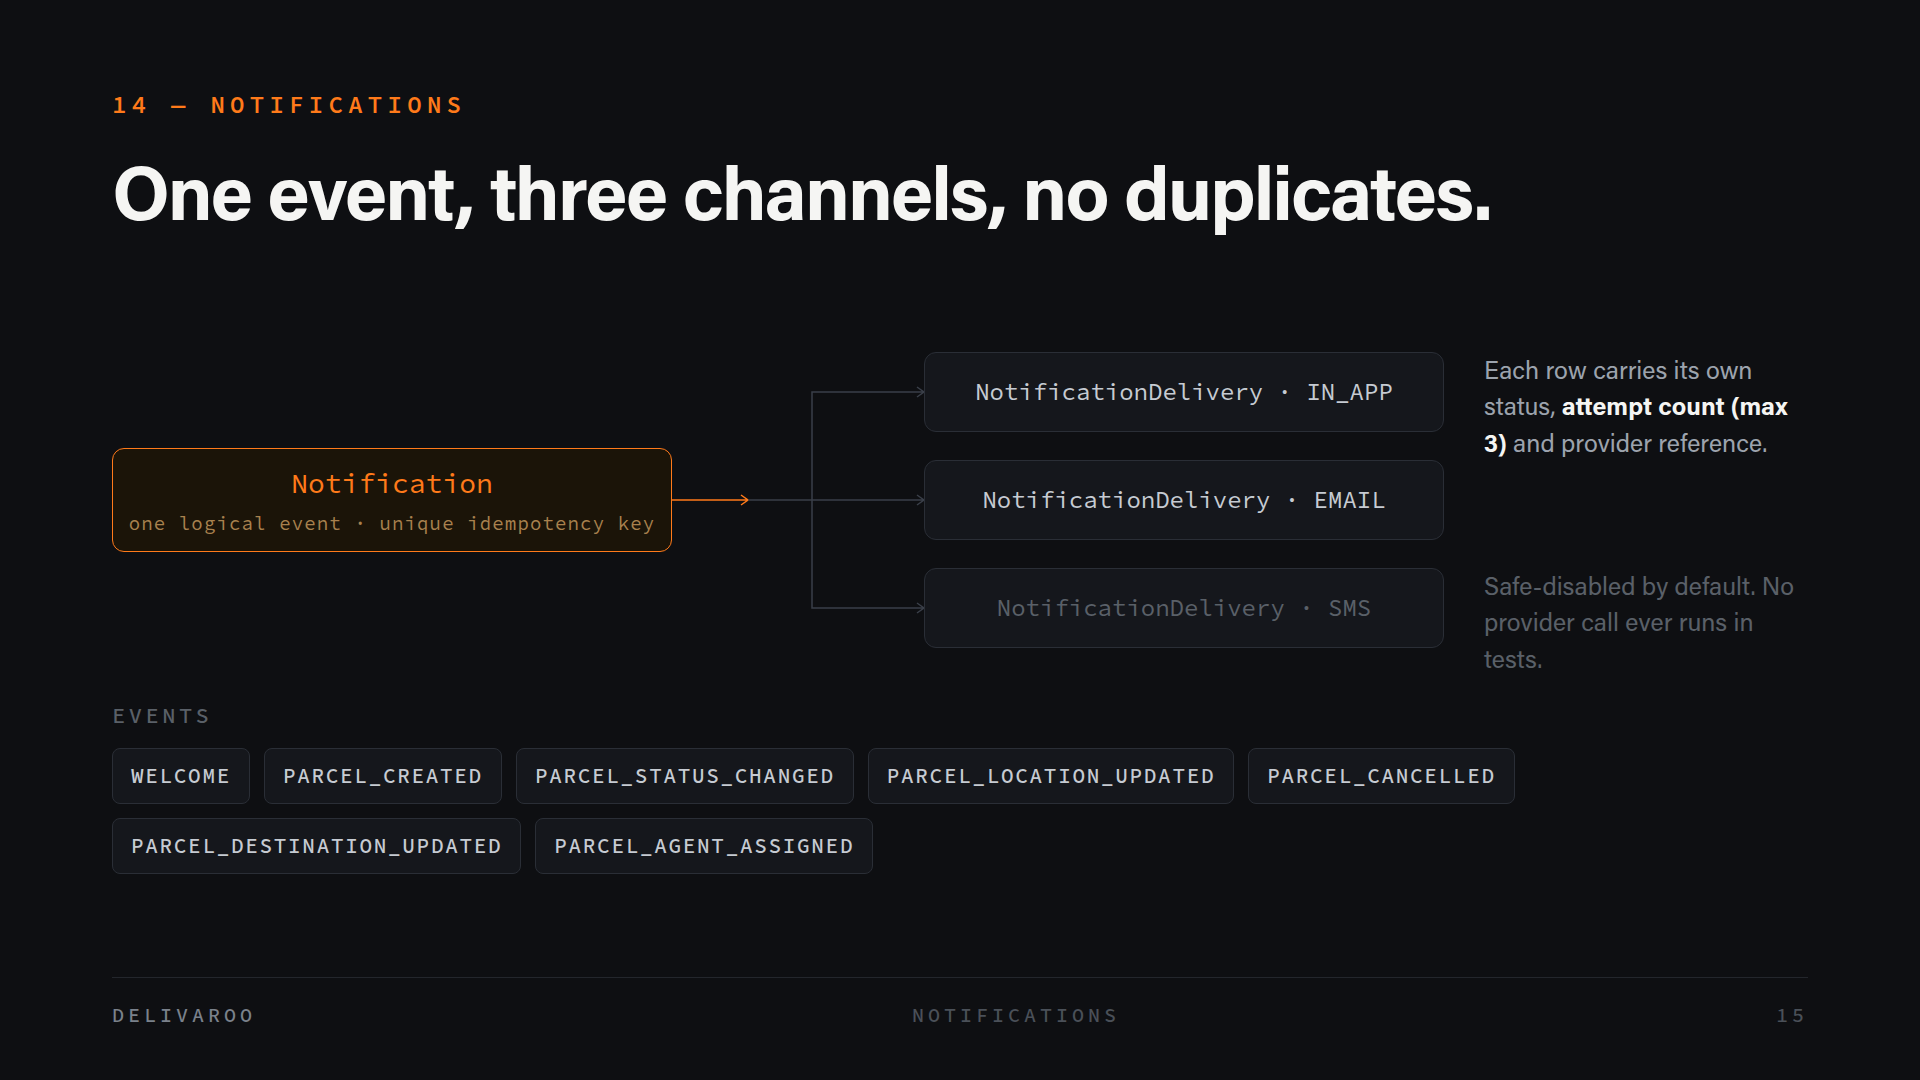 14 — NOTIFICATIONS
One event, three channels, no duplicates.
Notification
one logical event · unique idempotency key
NotificationDelivery · IN_APP
NotificationDelivery · EMAIL
NotificationDelivery · SMS
Each row carries its own
status, attempt count (max
3) and provider reference.
Safe-disabled by default. No
provider call ever runs in
tests.
EVENTS
WELCOME
PARCEL_CREATED
PARCEL_STATUS_CHANGED
PARCEL_LOCATION_UPDATED
PARCEL_CANCELLED
PARCEL_DESTINATION_UPDATED
PARCEL_AGENT_ASSIGNED
DELIVAROO
NOTIFICATIONS
15